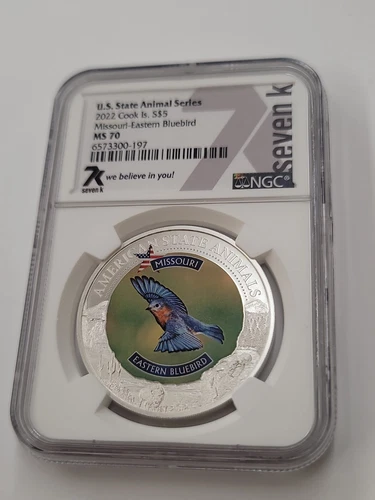 U.S. State Animal Series
2022 Cook Is. S$5
Missouri-Eastern Bluebird
MS 70
6573300-197
7K
seven k
we believe in you!
7K
seven k
NGC
AMERICAN STATE ANIMALS
MISSOURI
EASTERN BLUEBIRD